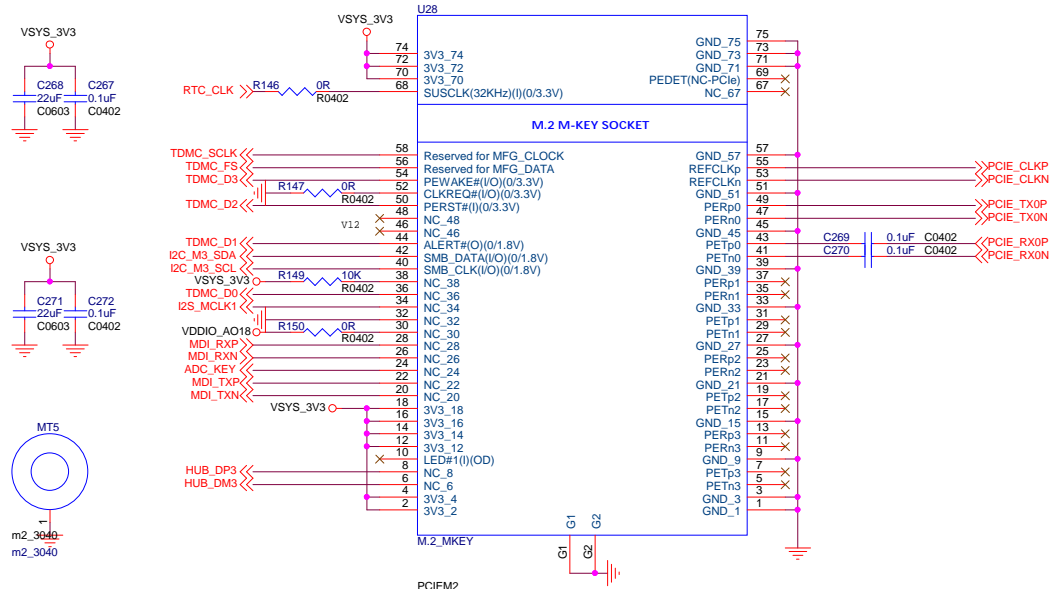 U28
VSYS_3V3
VSYS_3V3
C268
22uF
C0603
C267
0.1uF
C0402
74
72
70
68
3V3_74
3V3_72
3V3_70
SUSCLK(32KHz)(I)(0/3.3V)
RTC_CLK
R146
0R
R0402
GND_75
GND_73
GND_71
PEDET(NC-PCIe)
NC_67
75
73
71
69
67
M.2 M-KEY SOCKET
TDMC_SCLK 58 Reserved for MFG_CLOCK
TDMC_FS 56 Reserved for MFG_DATA
TDMC_D3 54 PEWAKE#(I/O)(0/3.3V)
R147 0R R0402 52 CLKREQ#(I/O)(0/3.3V)
TDMC_D2 50 PERST#(I)(0/3.3V)
48 NC_48
V12 46 NC_46
TDMC_D1 44 ALERT#(O)(0/1.8V)
I2C_M3_SDA 42 SMB_DATA(I/O)(0/1.8V)
I2C_M3_SCL 40 SMB_CLK(I/O)(0/1.8V)
VSYS_3V3 R149 10K R0402 38 NC_38
TDMC_D0 36 NC_36
I2S_MCLK1 34 NC_34
32 NC_32
VDDIO_AO18 R150 0R R0402 30 NC_30
MDI_RXP 28 NC_28
MDI_RXN 26 NC_26
ADC_KEY 24 NC_24
MDI_TXP 22 NC_22
MDI_TXN 20 NC_20
VSYS_3V3 18 3V3_18
16 3V3_16
14 3V3_14
12 3V3_12
10 LED#1(I)(OD)
HUB_DP3 8 NC_8
HUB_DM3 6 NC_6
4 3V3_4
2 3V3_2
GND_57 57
REFCLKp 55 PCIE_CLKP
REFCLKn 53 PCIE_CLKN
GND_51 51
PERp0 49 PCIE_TX0P
PERn0 47 PCIE_TX0N
GND_45 45
PETp0 43 C269 0.1uF C0402 PCIE_RX0P
PETn0 41 C270 0.1uF C0402 PCIE_RX0N
GND_39 39
PERp1 37
PERn1 35
GND_33 33
PETp1 31
PETn1 29
GND_27 27
PERp2 25
PERn2 23
GND_21 21
PETp2 19
PETn2 17
GND_15 15
PERp3 13
PERn3 11
GND_9 9
PETp3 7
PETn3 5
GND_3 3
GND_1 1
VSYS_3V3
C271
22uF
C0603
C272
0.1uF
C0402
MT5
1
m2_3040
m2_3040
G1
G2
G1
G2
M.2_MKEY
PCIEM2